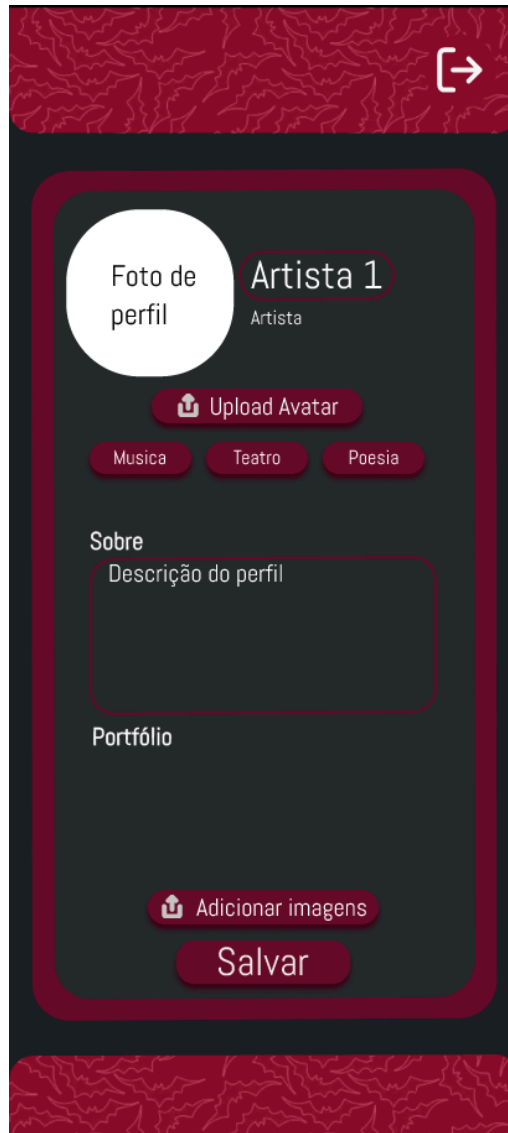 Foto de
perfil
Artista 1
Artista
Upload Avatar
Musica
Teatro
Poesia
Sobre
Descrição do perfil
Portfólio
Adicionar imagens
Salvar